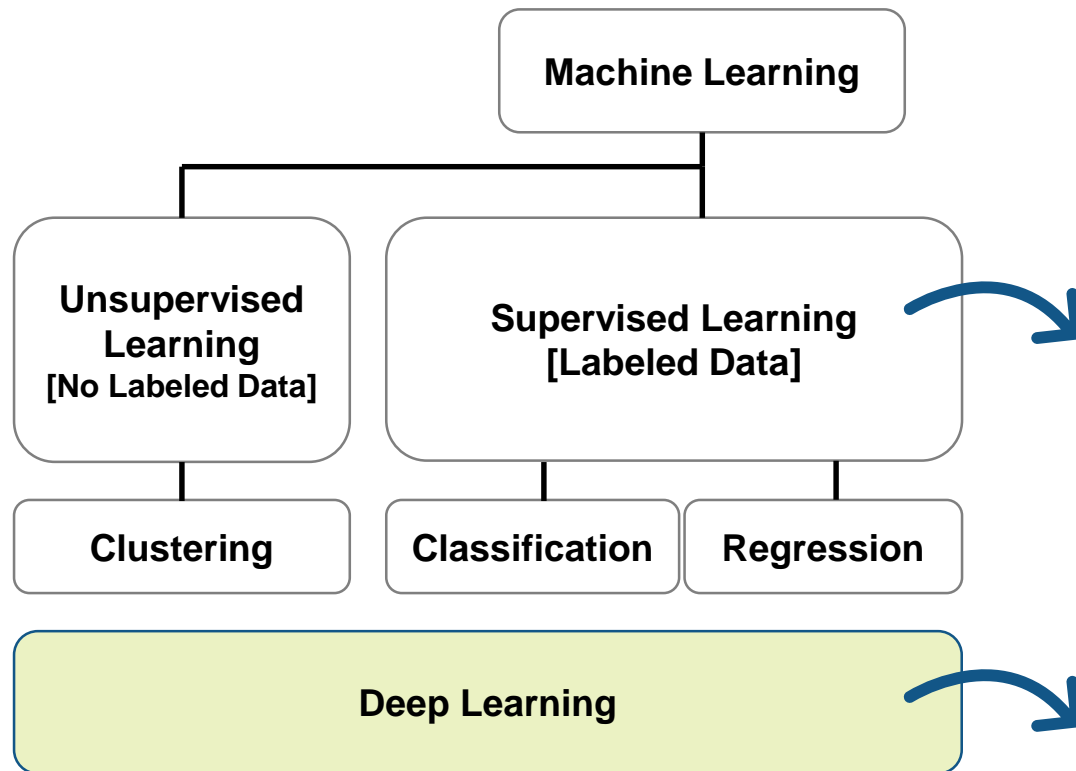 Machine Learning
Unsupervised
Learning
[No Labeled Data]
Supervised Learning
[Labeled Data]
Clustering
Classification
Regression
Deep Learning